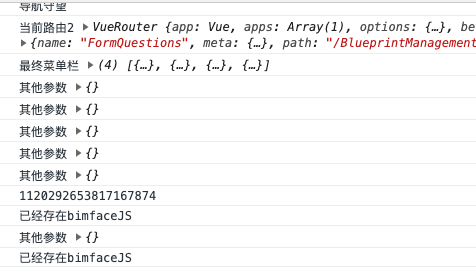 导航守望
当前路由2 ▶VueRouter {app: Vue, apps: Array(1), options: {…}, be
▶{name: "FormQuestions", meta: {…}, path: "/BlueprintManagement
最终菜单栏 ▶(4) [{…}, {…}, {…}, {…}]
其他参数 ▶{}
其他参数 ▶{}
其他参数 ▶{}
其他参数 ▶{}
其他参数 ▶{}
1120292653817167874
已经存在bimfaceJS
其他参数 ▶{}
已经存在bimfaceJS